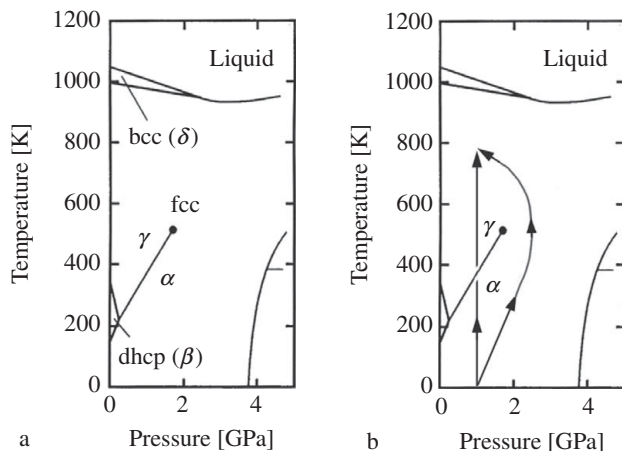 1200
1000
800
600
400
200
0
Temperature [K]
Liquid
bcc (δ)
fcc
γ
α
dhcp (β)
0
2
4
Pressure [GPa]
a
1200
1000
800
600
400
200
0
Temperature [K]
Liquid
γ
α
0
2
4
Pressure [GPa]
b